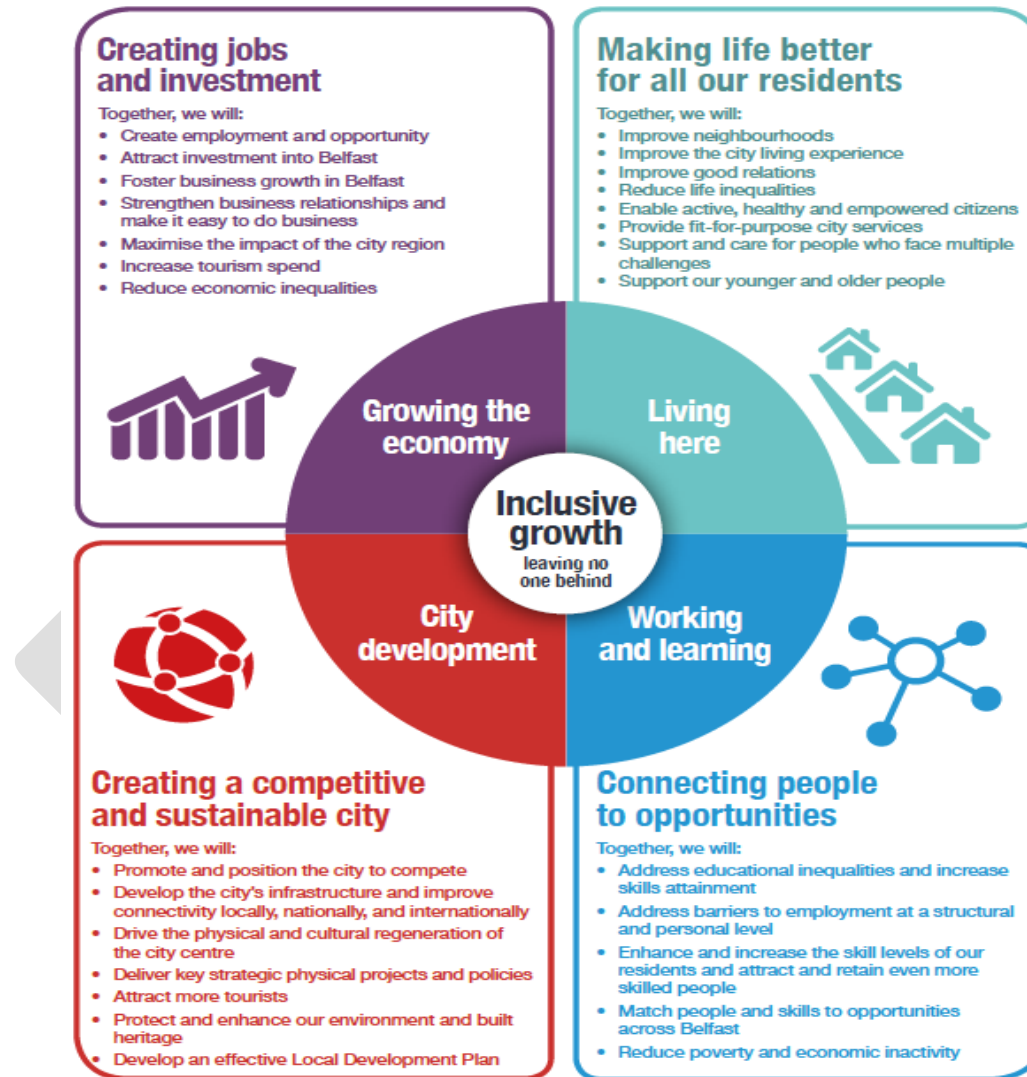 Creating jobs
and investment
Together, we will:
• Create employment and opportunity
• Attract investment into Belfast
• Foster business growth in Belfast
• Strengthen business relationships and
make it easy to do business
• Maximise the impact of the city region
• Increase tourism spend
• Reduce economic inequalities
Making life better
for all our residents
Together, we will:
• Improve neighbourhoods
• Improve the city living experience
• Improve good relations
• Reduce life inequalities
• Enable active, healthy and empowered citizens
• Provide fit-for-purpose city services
• Support and care for people who face multiple
challenges
• Support our younger and older people
Growing the
economy
Living
here
Inclusive
growth
leaving no
one behind
City
development
Working
and learning
Creating a competitive
and sustainable city
Together, we will:
• Promote and position the city to compete
• Develop the city's infrastructure and improve
connectivity locally, nationally, and internationally
• Drive the physical and cultural regeneration of
the city centre
• Deliver key strategic physical projects and policies
• Attract more tourists
• Protect and enhance our environment and built
heritage
• Develop an effective Local Development Plan
Connecting people
to opportunities
Together, we will:
• Address educational inequalities and increase
skills attainment
• Address barriers to employment at a structural
and personal level
• Enhance and increase the skill levels of our
residents and attract and retain even more
skilled people
• Match people and skills to opportunities
across Belfast
• Reduce poverty and economic inactivity